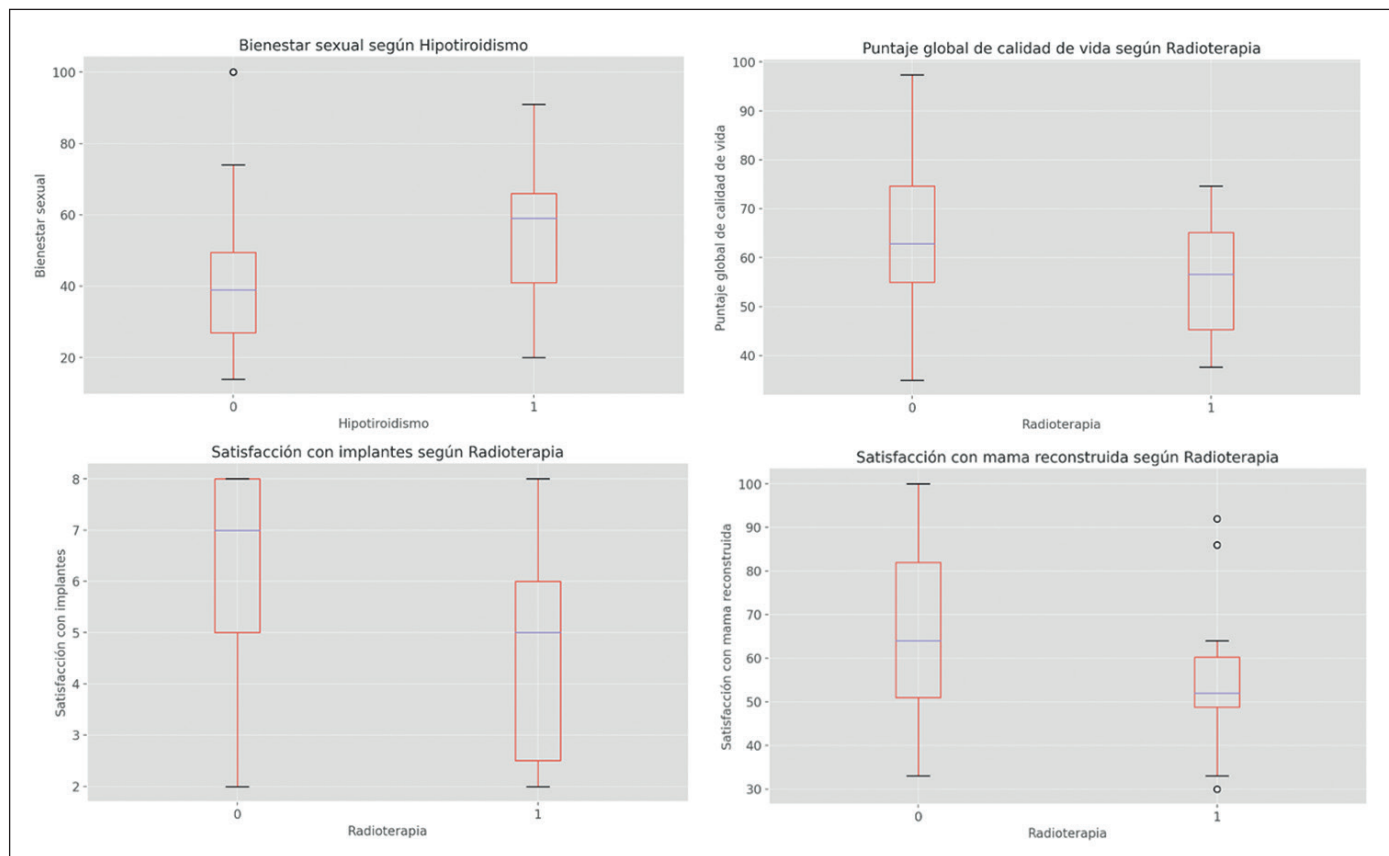 Bienestar sexual según Hipotiroidismo
100
80
60
40
20
Bienestar sexual
0
1
Hipotiroidismo
Puntaje global de calidad de vida según Radioterapia
100
90
80
70
60
50
40
Puntaje global de calidad de vida
0
1
Radioterapia
Satisfacción con implantes según Radioterapia
8
7
6
5
4
3
2
Satisfacción con implantes
0
1
Radioterapia
Satisfacción con mama reconstruida según Radioterapia
100
90
80
70
60
50
40
30
Satisfacción con mama reconstruida
0
1
Radioterapia